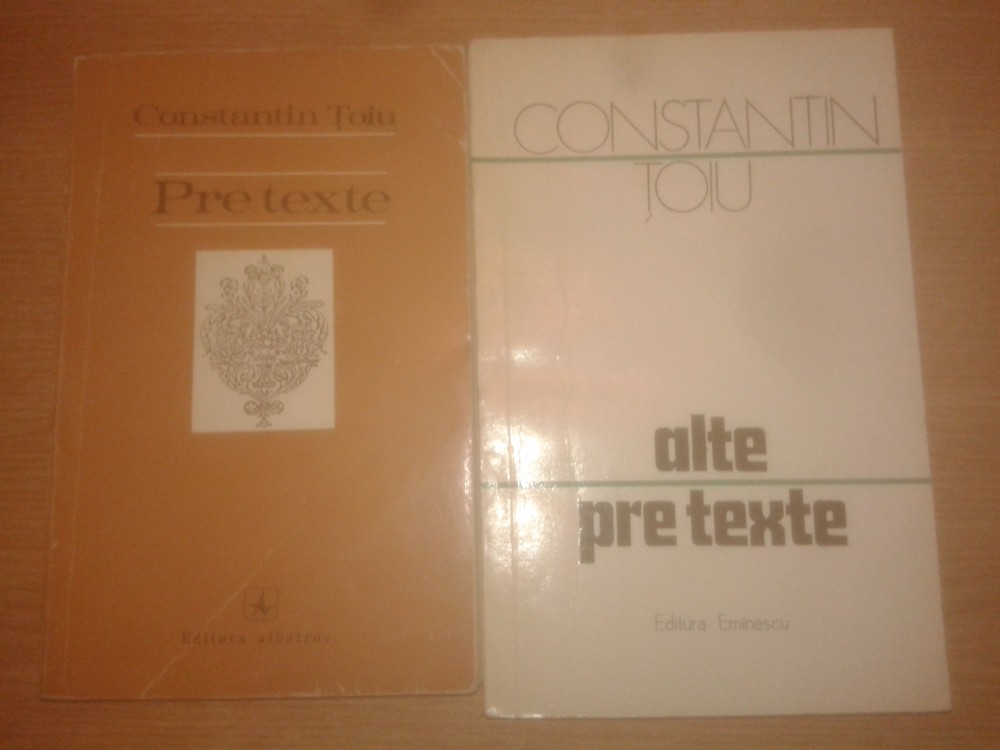 Constantin Țoiu
Pre texte
Editura albatros
CONSTANTIN
ȚOIU
alte
pre texte
Editura Eminescu